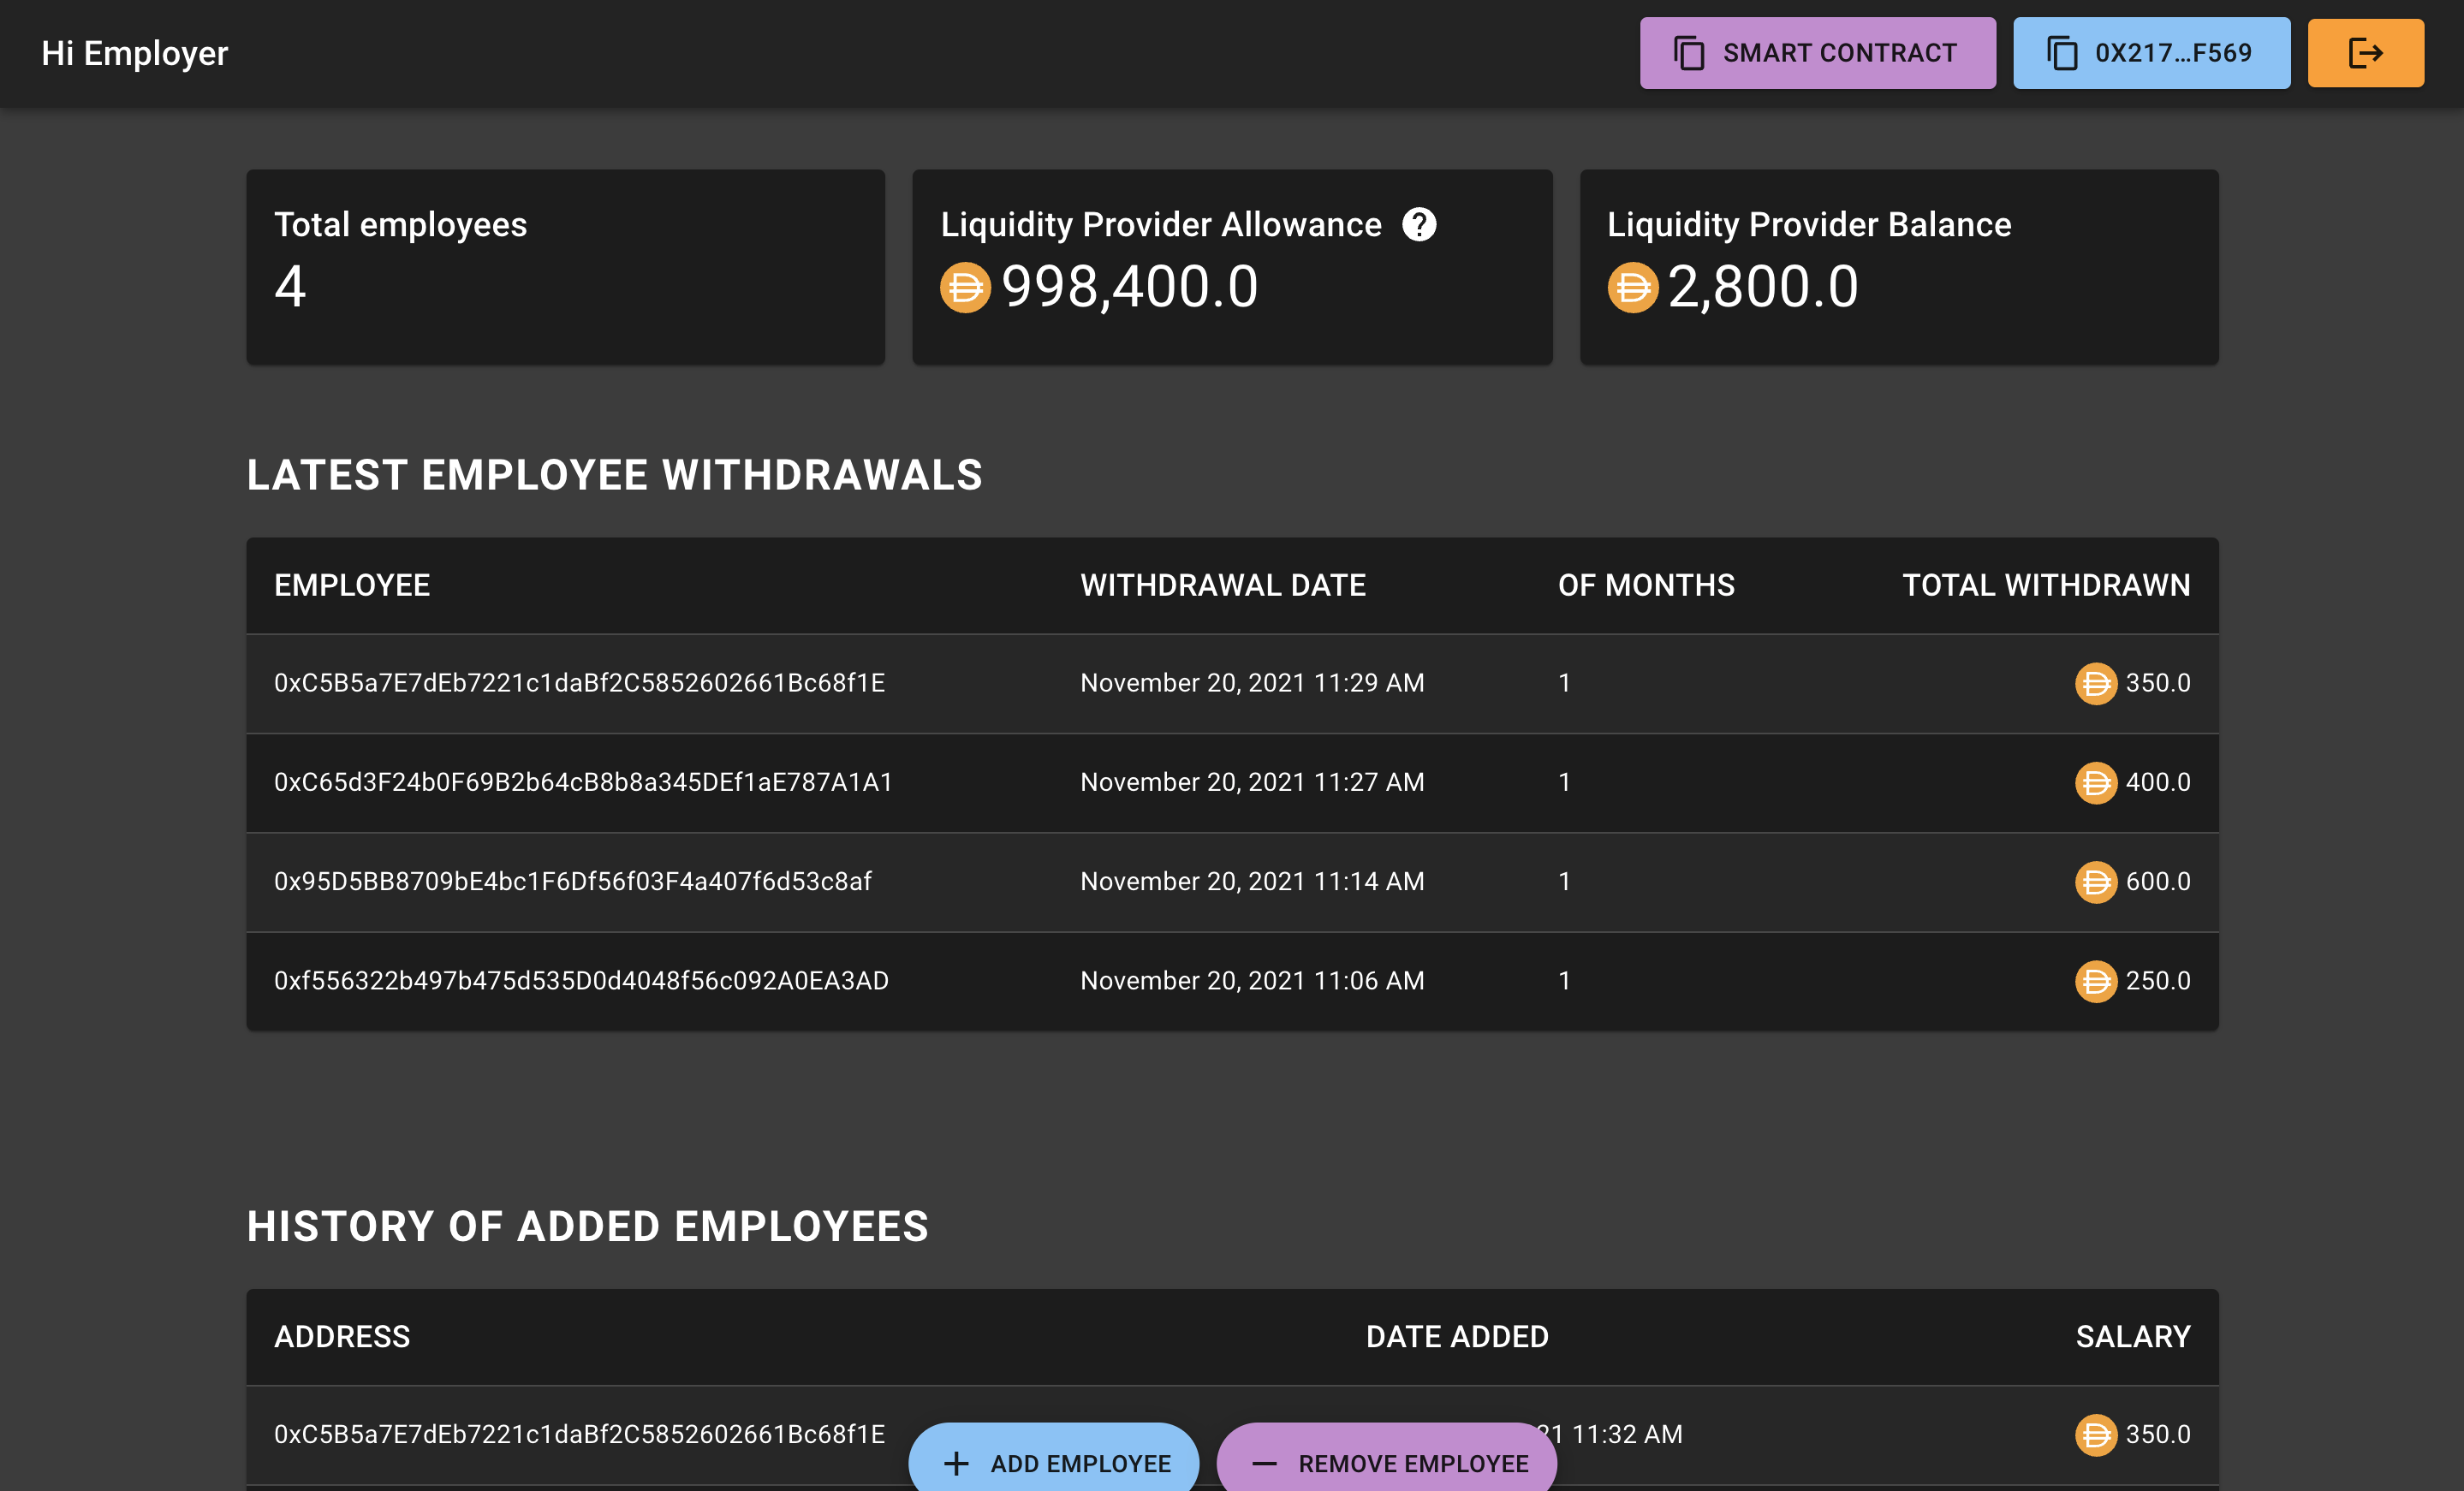 Hi Employer
SMART CONTRACT
0X217...F569
Total employees
4
Liquidity Provider Allowance
998,400.0
Liquidity Provider Balance
2,800.0
LATEST EMPLOYEE WITHDRAWALS
EMPLOYEE WITHDRAWAL DATE OF MONTHS TOTAL WITHDRAWN
0xC5B5a7E7dEb7221c1daBf2C5852602661Bc68f1E November 20, 2021 11:29 AM 1 350.0
0xC65d3F24b0F69B2b64cB8b8a345DEf1aE787A1A1 November 20, 2021 11:27 AM 1 400.0
0x95D5BB8709bE4bc1F6Df56f03F4a407f6d53c8af November 20, 2021 11:14 AM 1 600.0
0xf556322b497b475d535D0d4048f56c092A0EA3AD November 20, 2021 11:06 AM 1 250.0
HISTORY OF ADDED EMPLOYEES
ADDRESS DATE ADDED SALARY
0xC5B5a7E7dEb7221c1daBf2C5852602661Bc68f1E 11:32 AM 350.0
ADD EMPLOYEE
REMOVE EMPLOYEE